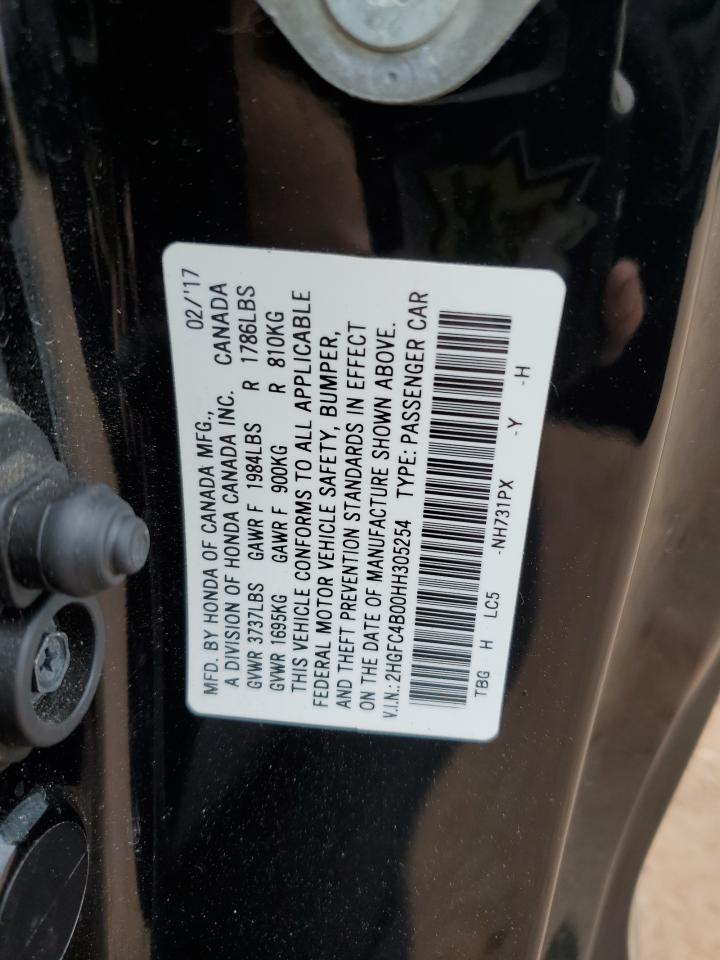 02/'17
MFD. BY HONDA OF CANADA MFG.,
A DIVISION OF HONDA CANADA INC. CANADA
GVWR 3737LBS GAWR F 1984LBS R 1786LBS
GVWR 1695KG GAWR F 900KG R 810KG
THIS VEHICLE CONFORMS TO ALL APPLICABLE
FEDERAL MOTOR VEHICLE SAFETY, BUMPER,
AND THEFT PREVENTION STANDARDS IN EFFECT
ON THE DATE OF MANUFACTURE SHOWN ABOVE.
V.I.N.: 2HGFC4B00HH305254 TYPE: PASSENGER CAR
TBG H LC5 -NH731PX -Y -H